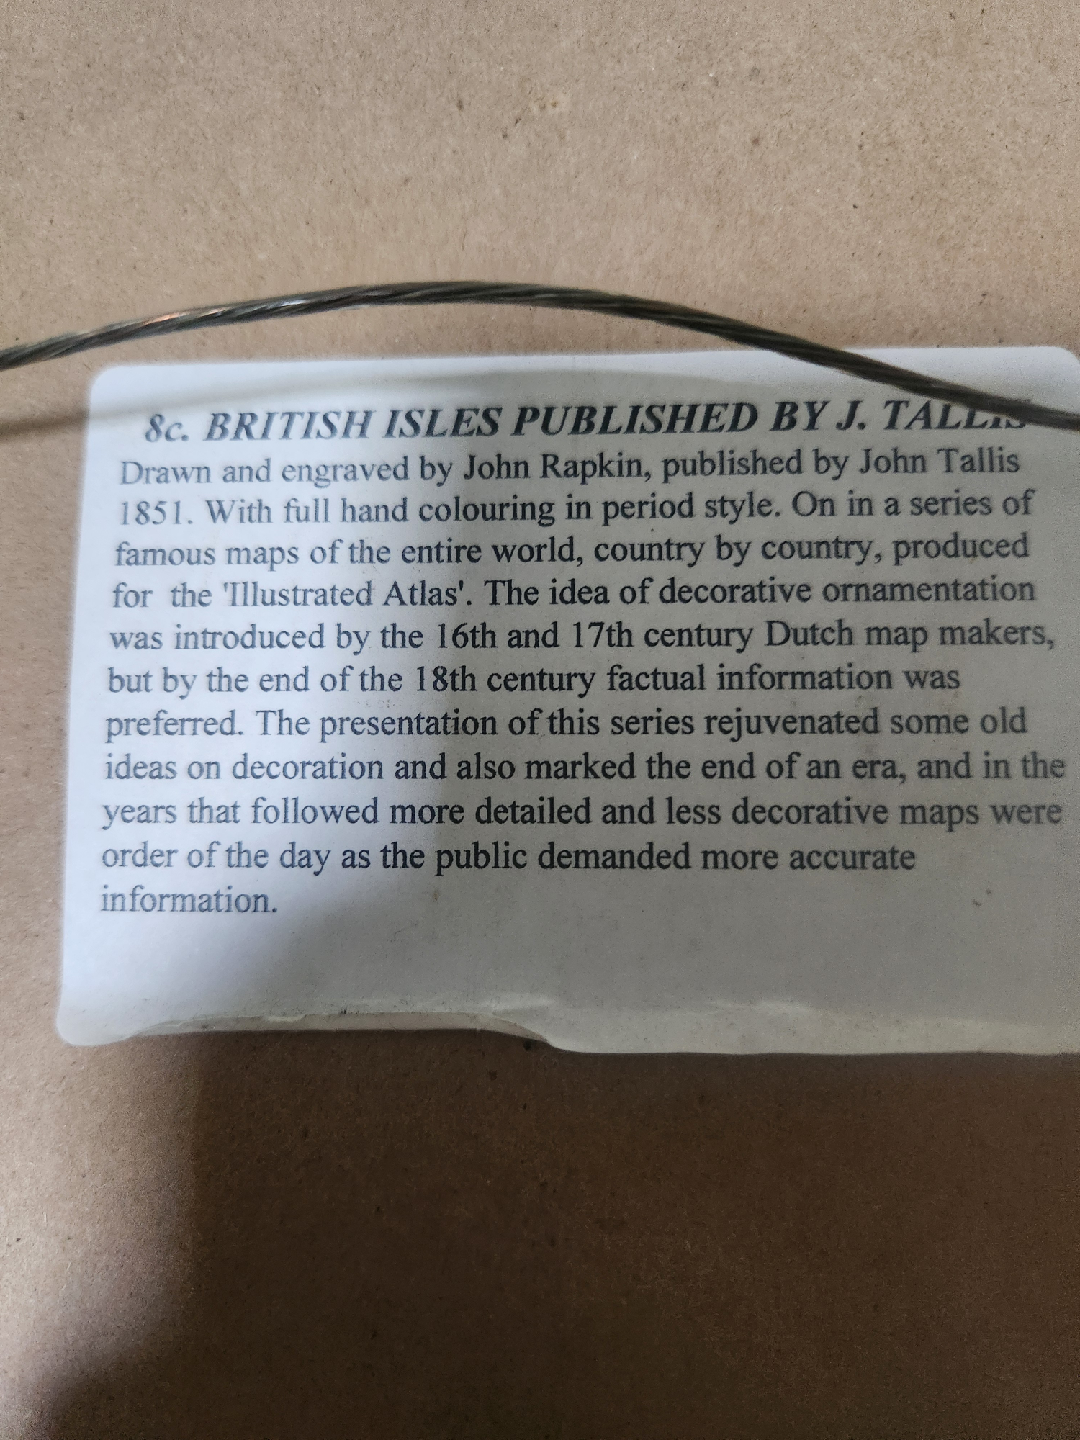 8c. BRITISH ISLES PUBLISHED BY J. TALLIS
Drawn and engraved by John Rapkin, published by John Tallis
1851. With full hand colouring in period style. On in a series of
famous maps of the entire world, country by country, produced
for the 'Illustrated Atlas'. The idea of decorative ornamentation
was introduced by the 16th and 17th century Dutch map makers,
but by the end of the 18th century factual information was
preferred. The presentation of this series rejuvenated some old
ideas on decoration and also marked the end of an era, and in the
years that followed more detailed and less decorative maps were
order of the day as the public demanded more accurate
information.